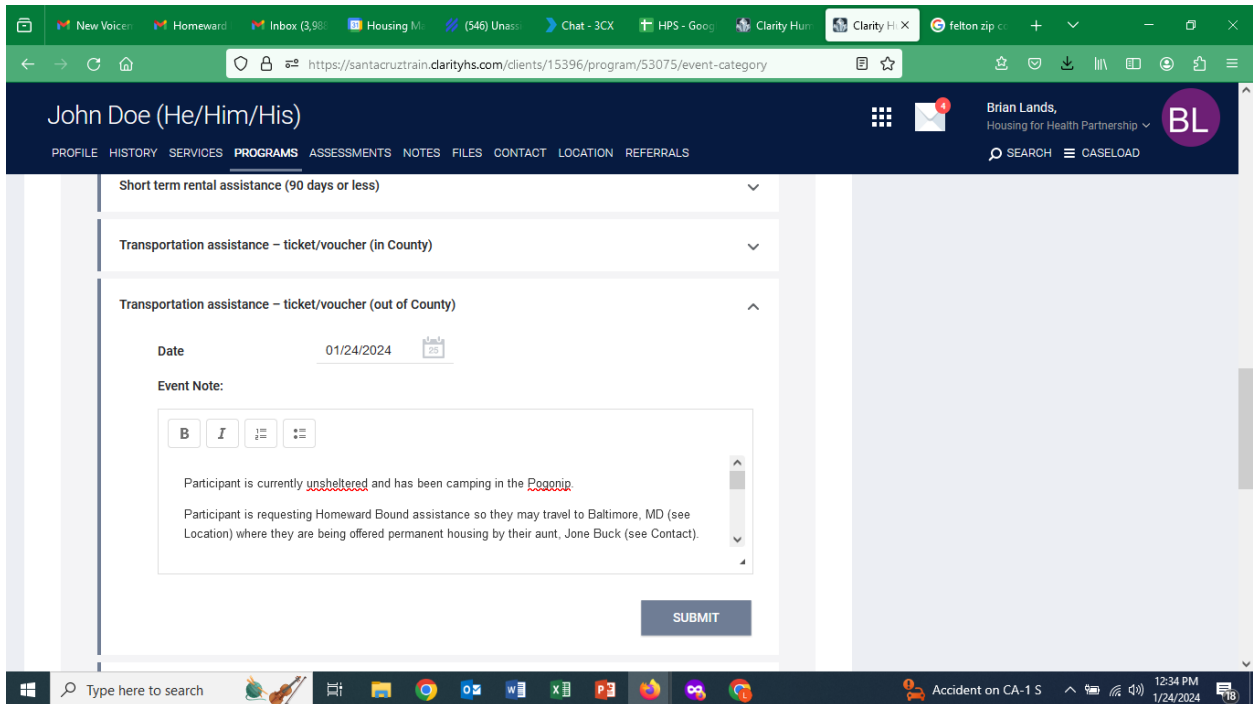 New Voicen
Homeward
Inbox (3,988
Housing Me
(546) Unass
Chat - 3CX
HPS - Goog
Clarity Hum
Clarity H
felton zip co
https://santacruztrain.clarityhs.com/clients/15396/program/53075/event-category
John Doe (He/Him/His)
4
Brian Lands,
Housing for Health Partnership
BL
PROFILE HISTORY SERVICES PROGRAMS ASSESSMENTS NOTES FILES CONTACT LOCATION REFERRALS
SEARCH CASELOAD
Short term rental assistance (90 days or less)
Transportation assistance – ticket/voucher (in County)
Transportation assistance – ticket/voucher (out of County)
Date 01/24/2024 25
Event Note:
B I
Participant is currently unsheltered and has been camping in the Pogonip.
Participant is requesting Homeward Bound assistance so they may travel to Baltimore, MD (see
Location) where they are being offered permanent housing by their aunt, Jone Buck (see Contact).
SUBMIT
Type here to search
Accident on CA-1 S
12:34 PM
1/24/2024
18